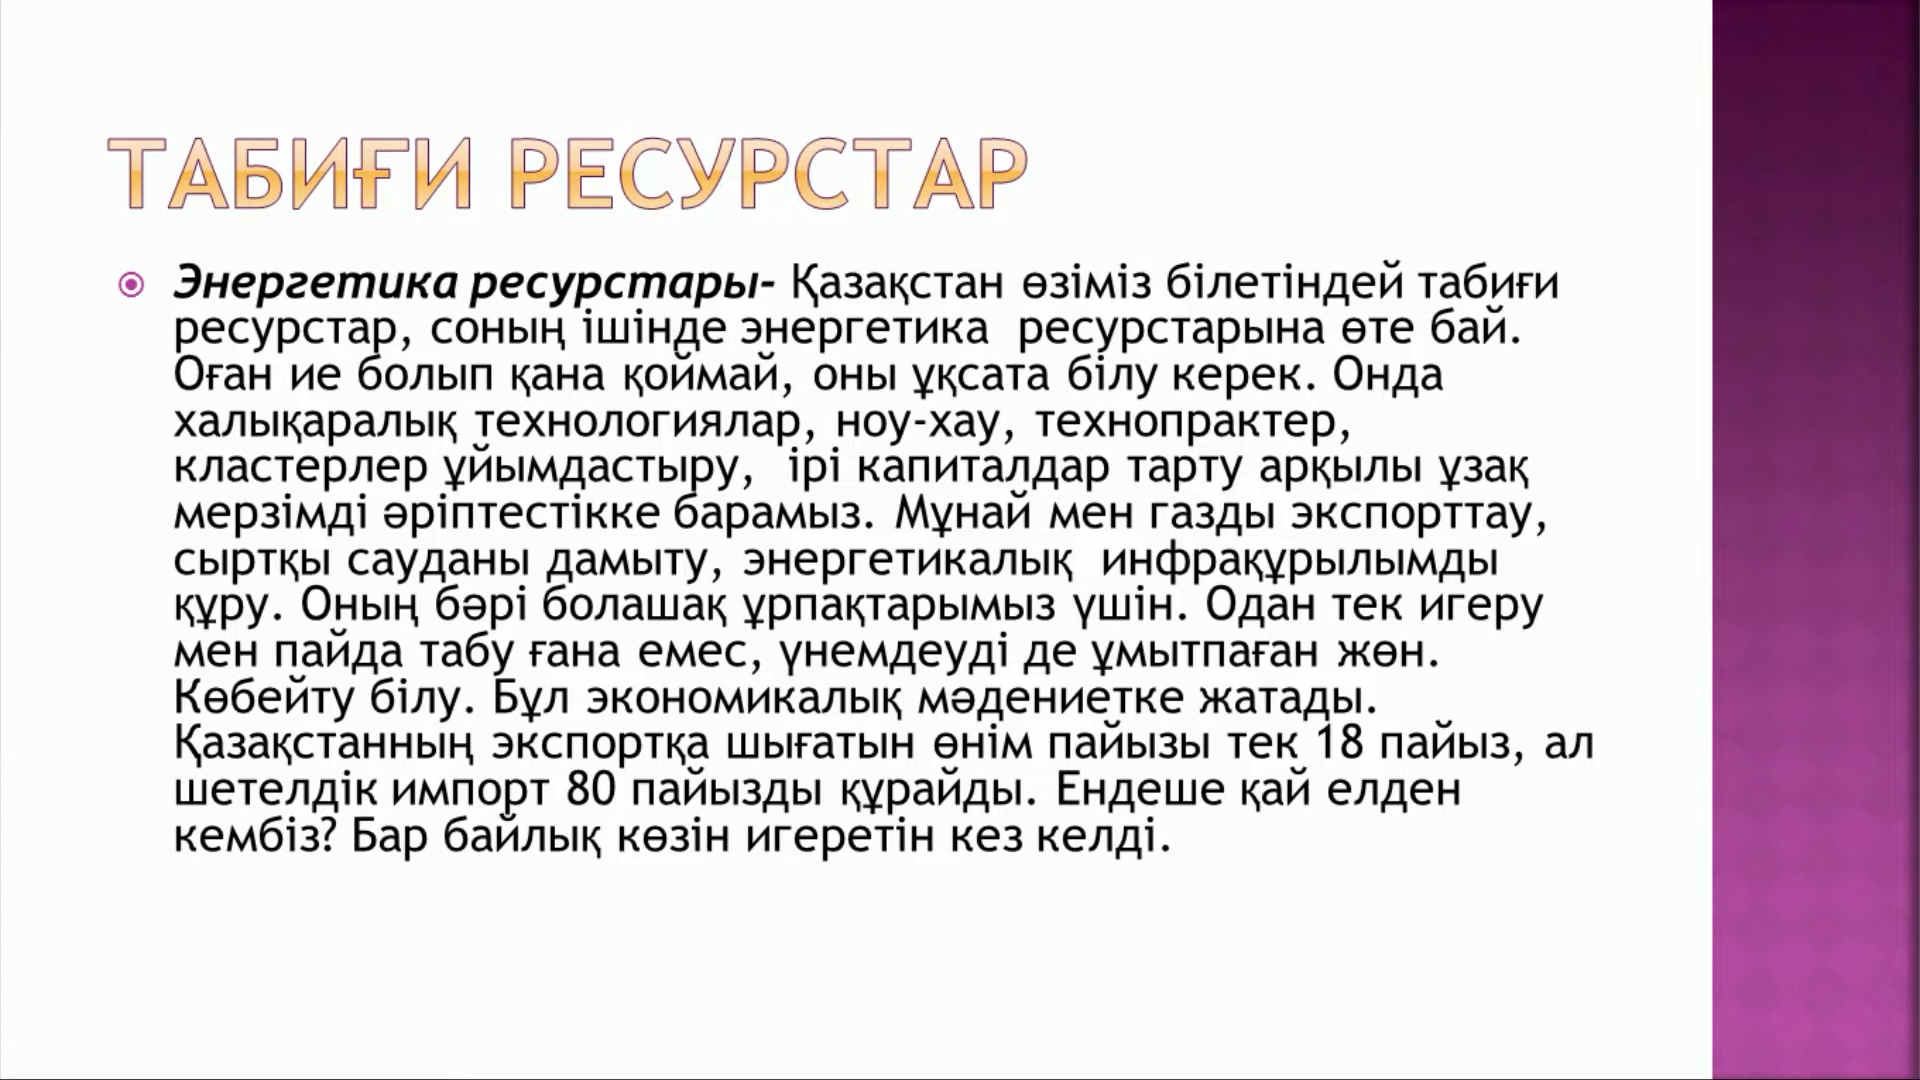 ТАБИҒИ РЕСУРСТАР
Энергетика ресурстары- Қазақстан өзіміз білетіндей табиғи
ресурстар, соның ішінде энергетика  ресурстарына өте бай.
Оған ие болып қана қоймай, оны ұқсата білу керек. Онда
халықаралық технологиялар, ноу-хау, технопрактер,
кластерлер ұйымдастыру,  ірі капиталдар тарту арқылы ұзақ
мерзімді әріптестікке барамыз. Мұнай мен газды экспорттау,
сыртқы сауданы дамыту, энергетикалық  инфрақұрылымды
құру. Оның бәрі болашақ ұрпақтарымыз үшін. Одан тек игеру
мен пайда табу ғана емес, үнемдеуді де ұмытпаған жөн.
Көбейту білу. Бұл экономикалық мәдениетке жатады.
Қазақстанның экспортқа шығатын өнім пайызы тек 18 пайыз, ал
шетелдік импорт 80 пайызды құрайды. Ендеше қай елден
кембіз? Бар байлық көзін игеретін кез келді.